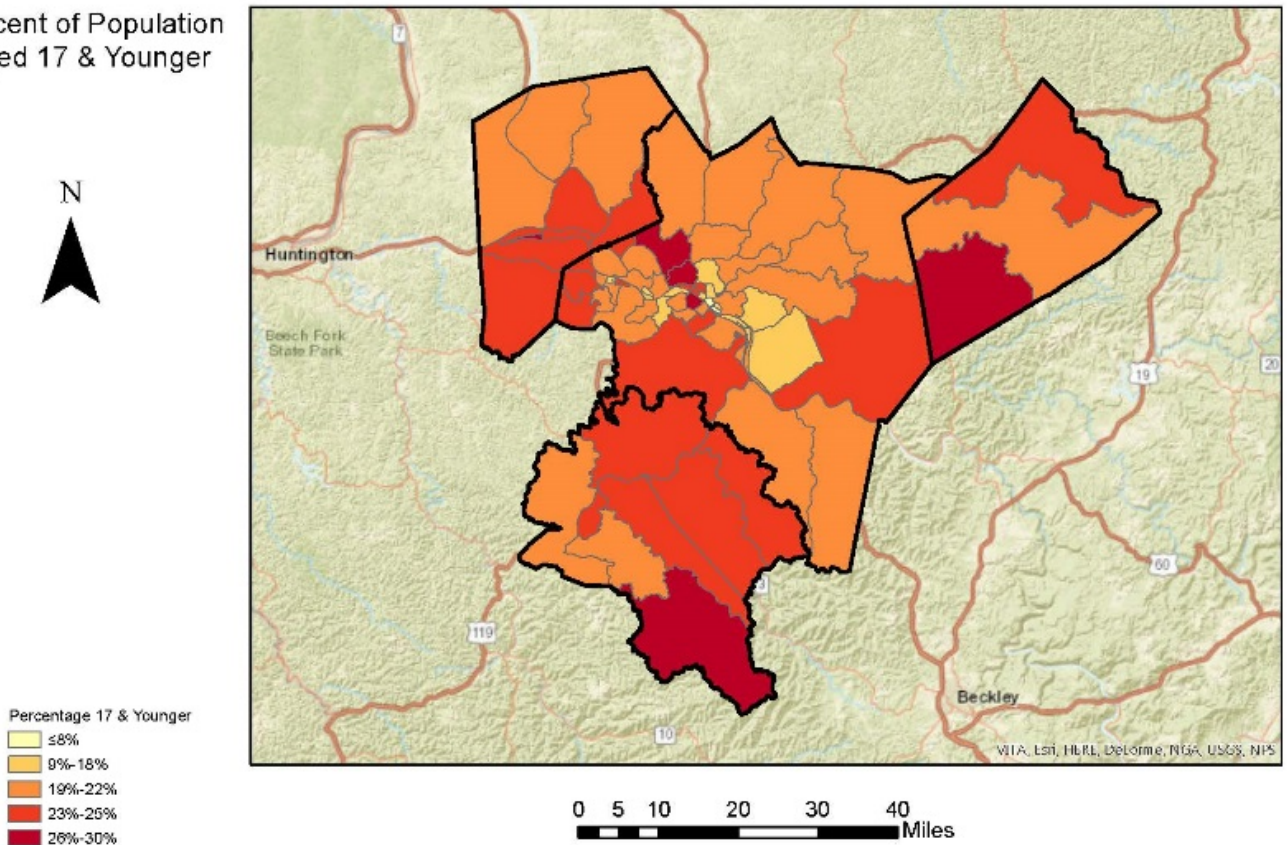 cent of Population
ed 17 & Younger
N
7
Huntington
Beech Fork
State Park
19
20
60
3
119
10
Beckley
VITA, Esri, HERE, DeLorme, NGA, USGS, NPS
Percentage 17 & Younger
≤8%
9%-18%
19%-22%
23%-25%
26%-30%
0 5 10 20 30 40
Miles